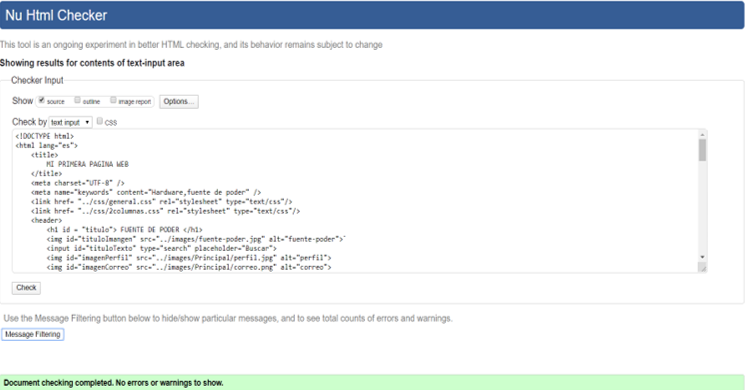 Nu Html Checker
This tool is an ongoing experiment in better HTML checking, and its behavior remains subject to change
Showing results for contents of text-input area
Checker Input
Show source outline image report Options...
Check by text input CSS
<!DOCTYPE html>
<html lang="es">
<title>
MI PRIMERA PAGINA WEB
</title>
<meta charset="UTF-8" />
<meta name="keywords" content="Hardware,fuente de poder" />
<link href= "../css/general.css" rel="stylesheet" type="text/css"/>
<link href= "../css/2columnas.css" rel="stylesheet" type="text/css"/>
<header>
<h1 id = "titulo"> FUENTE DE PODER </h1>
<img id="tituloImangen" src="../images/fuente-poder.jpg" alt="fuente-poder">`
<input id="tituloTexto" type="search" placeholder="Buscar">
<img id="imagenPerfil" src="../images/Principal/perfil.jpg" alt="perfil">
<img id="imagenCorreo" src="../images/Principal/correo.png" alt="correo">
Check
Use the Message Filtering button below to hide/show particular messages, and to see total counts of errors and warnings.
Message Filtering
Document checking completed. No errors or warnings to show.